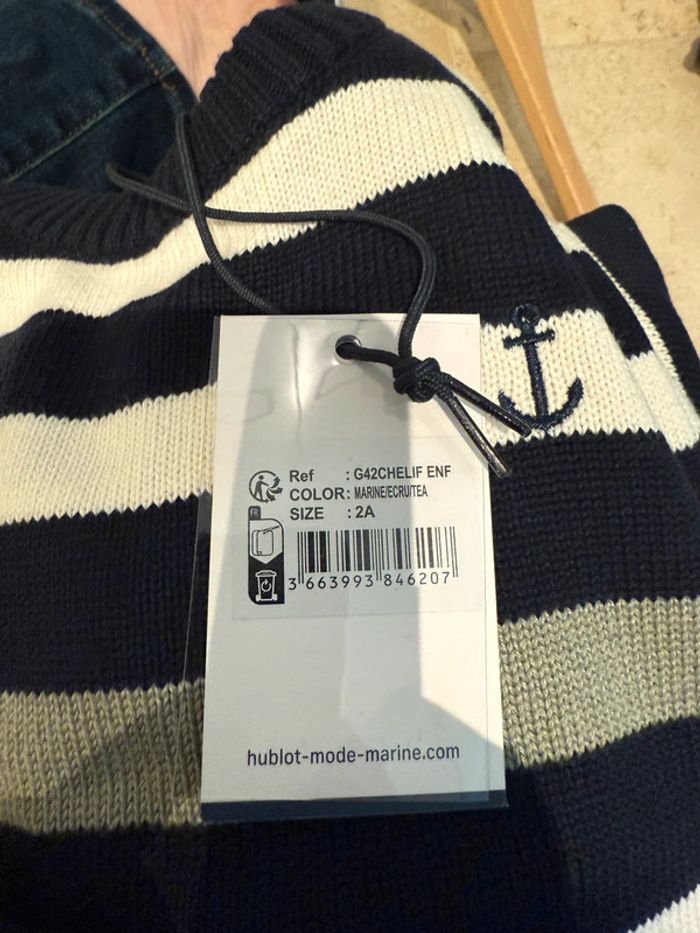 Ref : G42CHELIF ENF
COLOR: MARINE/ECRU/TEA
SIZE : 2A
FR
3 663993 846207
hublot-mode-marine.com